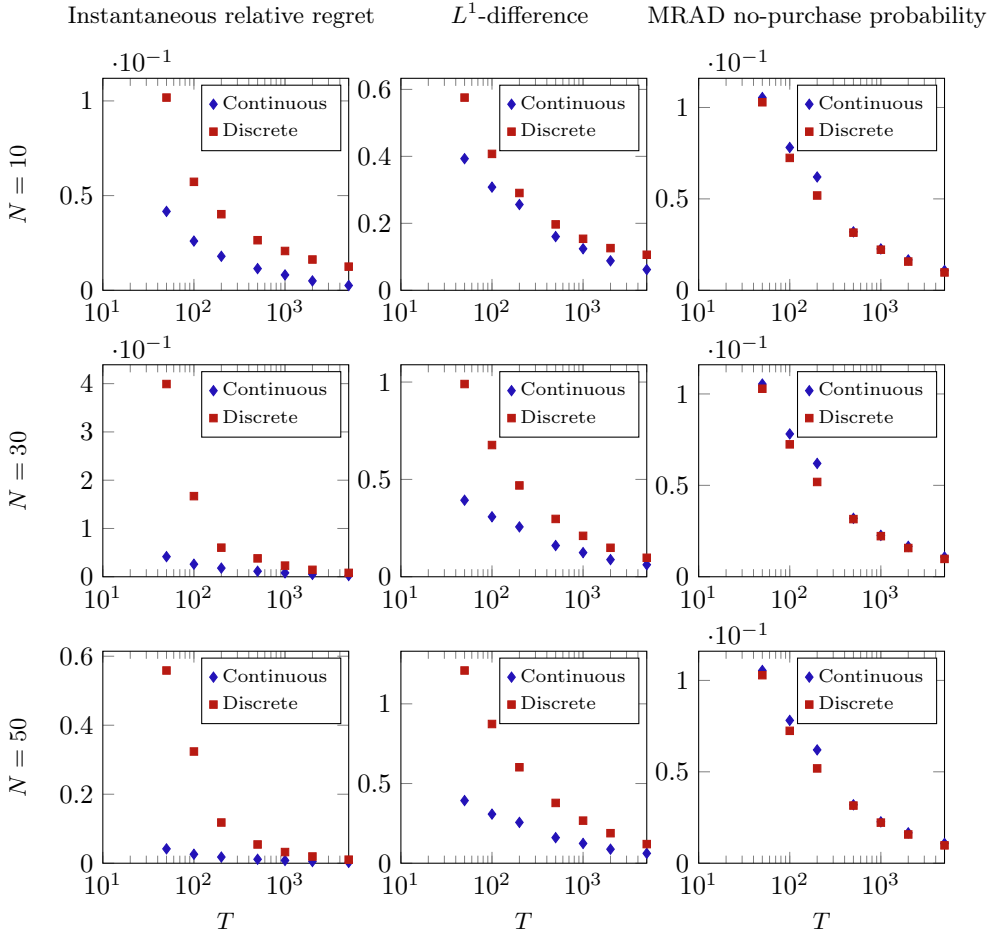 Instantaneous relative regret
L¹-difference
MRAD no-purchase probability
N = 10
·10⁻¹
1
0.5
0
10¹ 10² 10³
Continuous
Discrete
0.6
0.4
0.2
0
10¹ 10² 10³
Continuous
Discrete
·10⁻¹
1
0.5
0
10¹ 10² 10³
Continuous
Discrete
N = 30
·10⁻¹
4
3
2
1
0
10¹ 10² 10³
Continuous
Discrete
1
0.5
0
10¹ 10² 10³
Continuous
Discrete
·10⁻¹
1
0.5
0
10¹ 10² 10³
Continuous
Discrete
N = 50
0.6
0.4
0.2
0
10¹ 10² 10³
Continuous
Discrete
T
1
0.5
0
10¹ 10² 10³
Continuous
Discrete
T
·10⁻¹
1
0.5
0
10¹ 10² 10³
Continuous
Discrete
T